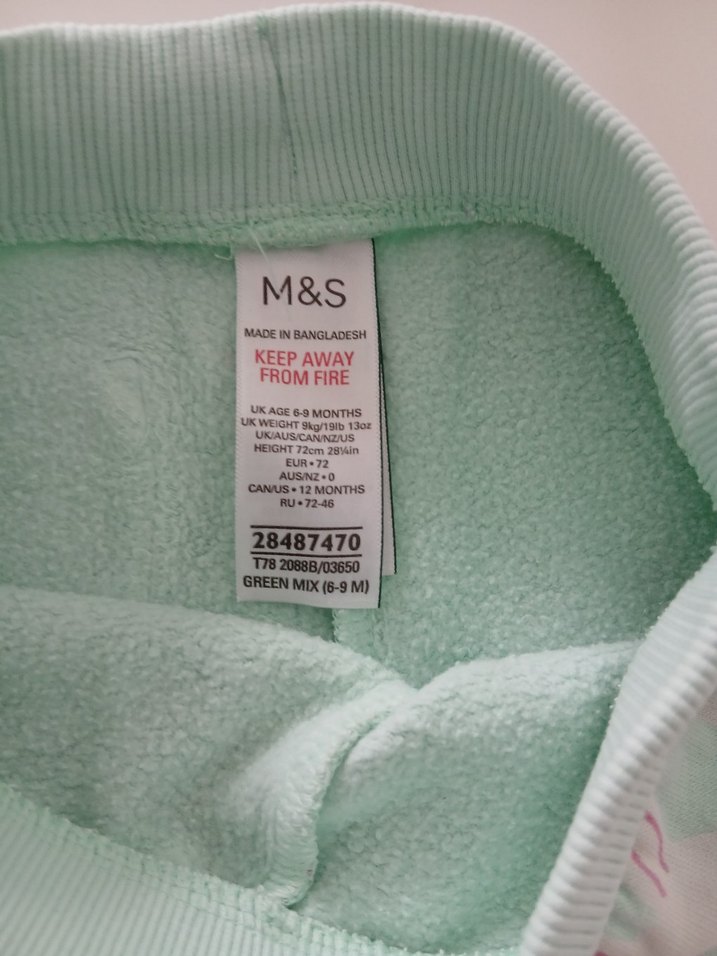 M&S
MADE IN BANGLADESH
KEEP AWAY
FROM FIRE
UK AGE 6-9 MONTHS
UK WEIGHT 9kg/19lb 13oz
UK/AUS/CAN/NZ/US
HEIGHT 72cm 28¼in
EUR • 72
AUS/NZ • 0
CAN/US • 12 MONTHS
RU • 72-46
28487470
T78 2088B/03650
GREEN MIX (6-9 M)